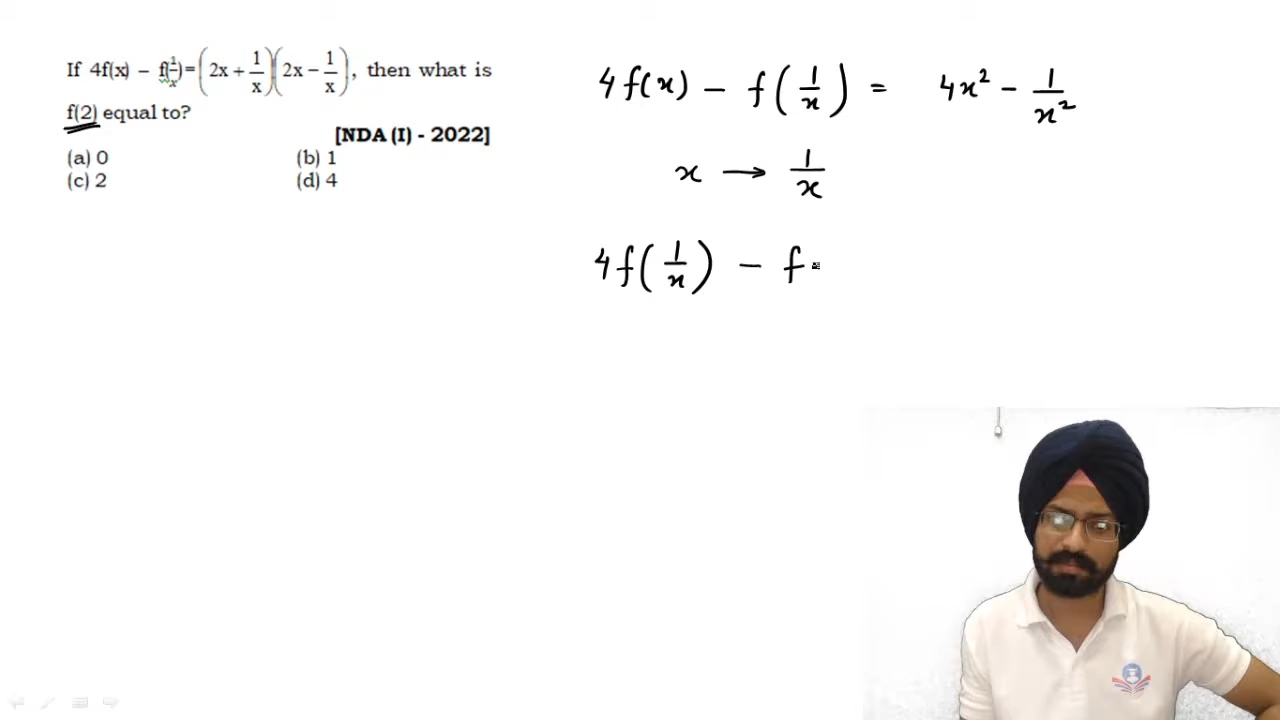 If 4f(x) − f(1/x)=(2x+1/x)(2x−1/x), then what is
f(2) equal to?
[NDA (I) - 2022]
(a) 0
(b) 1
(c) 2
(d) 4
4f(x) − f(1/x) = 4x² − 1/x²
x → 1/x
4f(1/x) − f